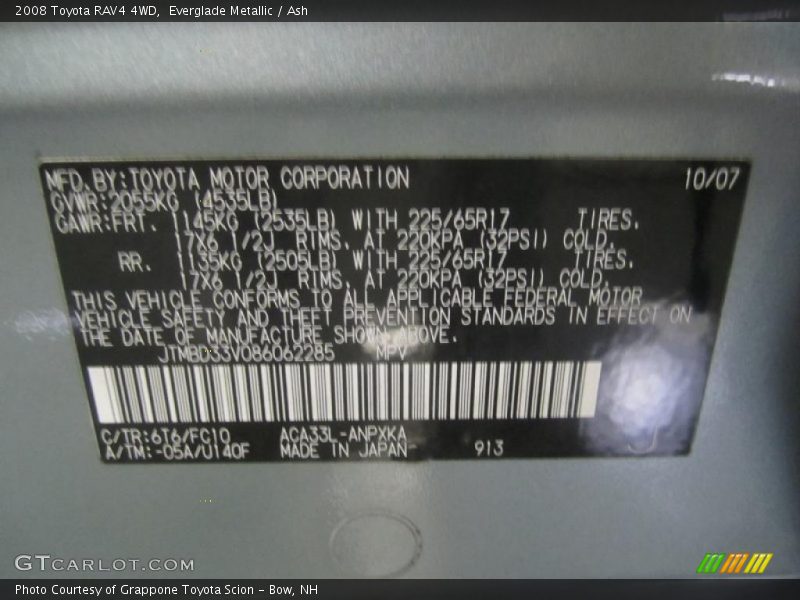 2008 Toyota RAV4 4WD,  Everglade Metallic / Ash
MFD.BY:TOYOTA MOTOR CORPORATION 10/07
GVWR:2055KG (4535LB)
GAWR:FRT. 1145KG (2535LB) WITH 225/65R17 TIRES.
17X6 1/2J RIMS, AT 220KPA (32PSI) COLD.
RR. 1135KG (2505LB) WITH 225/65R17 TIRES.
17X6 1/2J RIMS, AT 220KPA (32PSI) COLD.
THIS VEHICLE CONFORMS TO ALL APPLICABLE FEDERAL MOTOR
VEHICLE SAFETY AND THEFT PREVENTION STANDARDS IN EFFECT ON
THE DATE OF MANUFACTURE SHOWN ABOVE.
JTMBD33V086062285 MPV
C/TR:6T6/FC10 ACA33L-ANPXKA
A/TM:-05A/U140F MADE IN JAPAN 913
J
GTCARLOT.COM
Photo Courtesy of Grappone Toyota Scion – Bow, NH